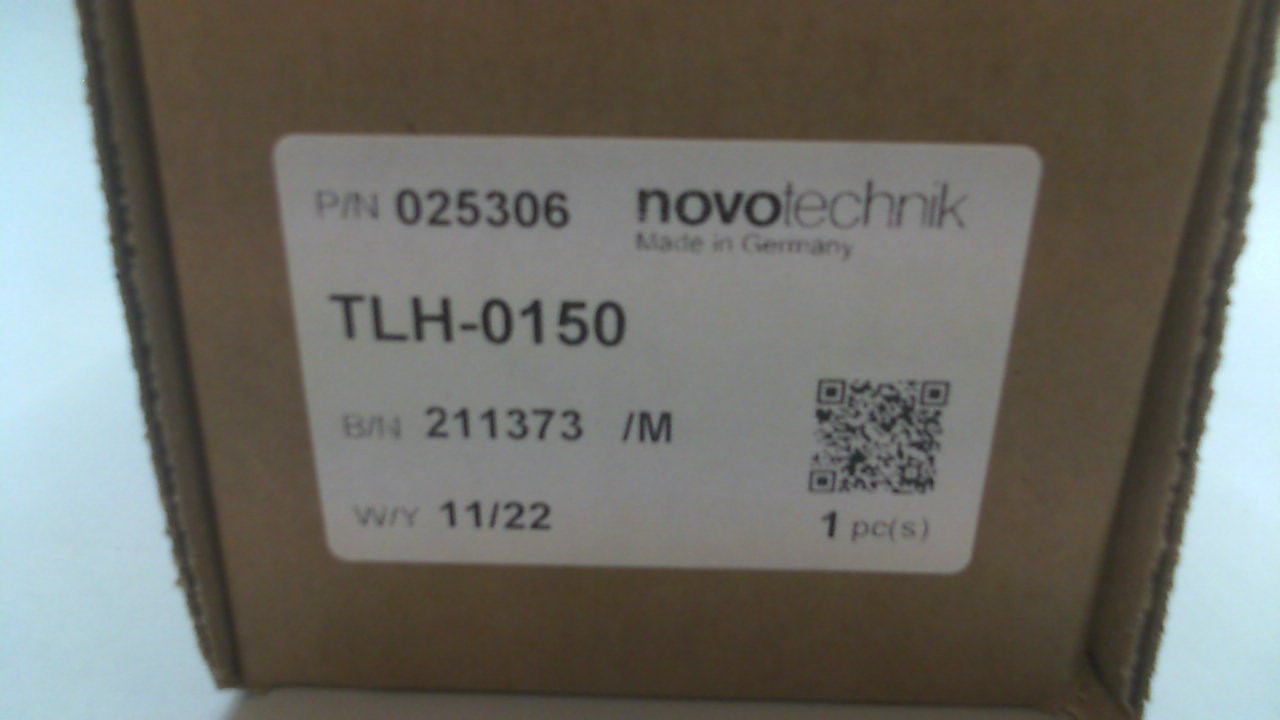 P/N 025306 novotechnik
Made in Germany
TLH-0150
B/N 211373 /M
W/Y 11/22
1 pc(s)